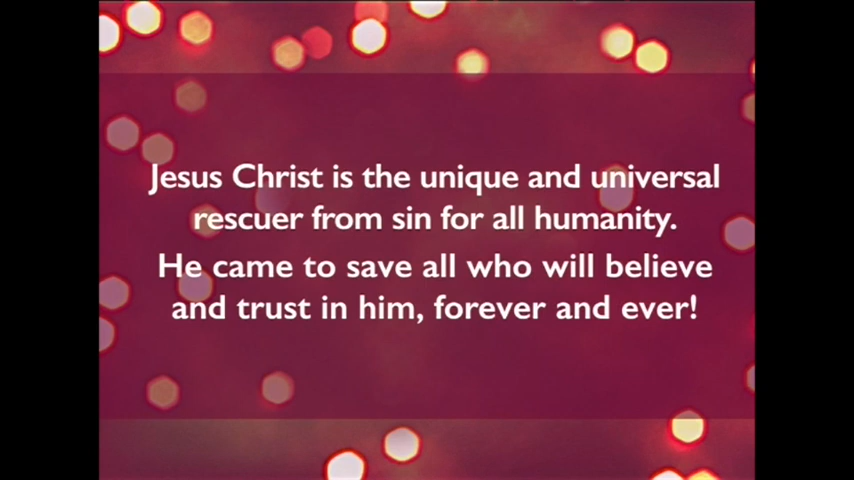 Jesus Christ is the unique and universal
rescuer from sin for all humanity.
He came to save all who will believe
and trust in him, forever and ever!